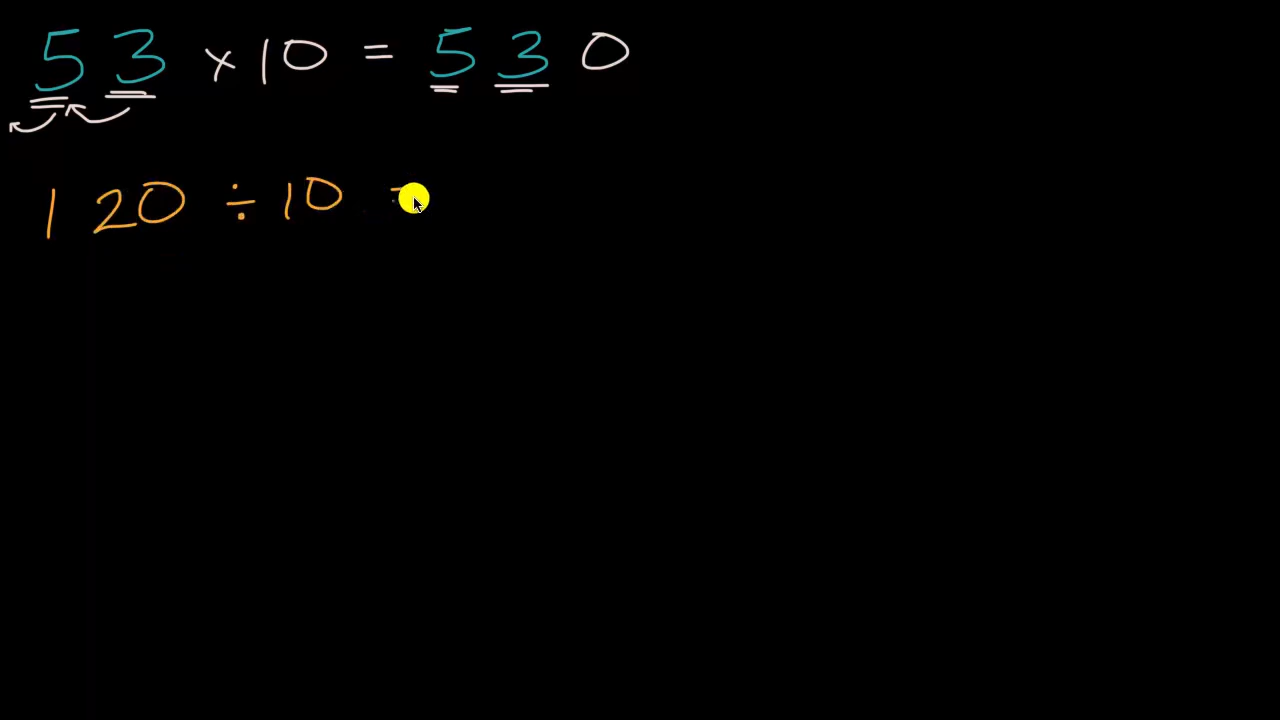 53 × 10 = 530
120 ÷ 10 =